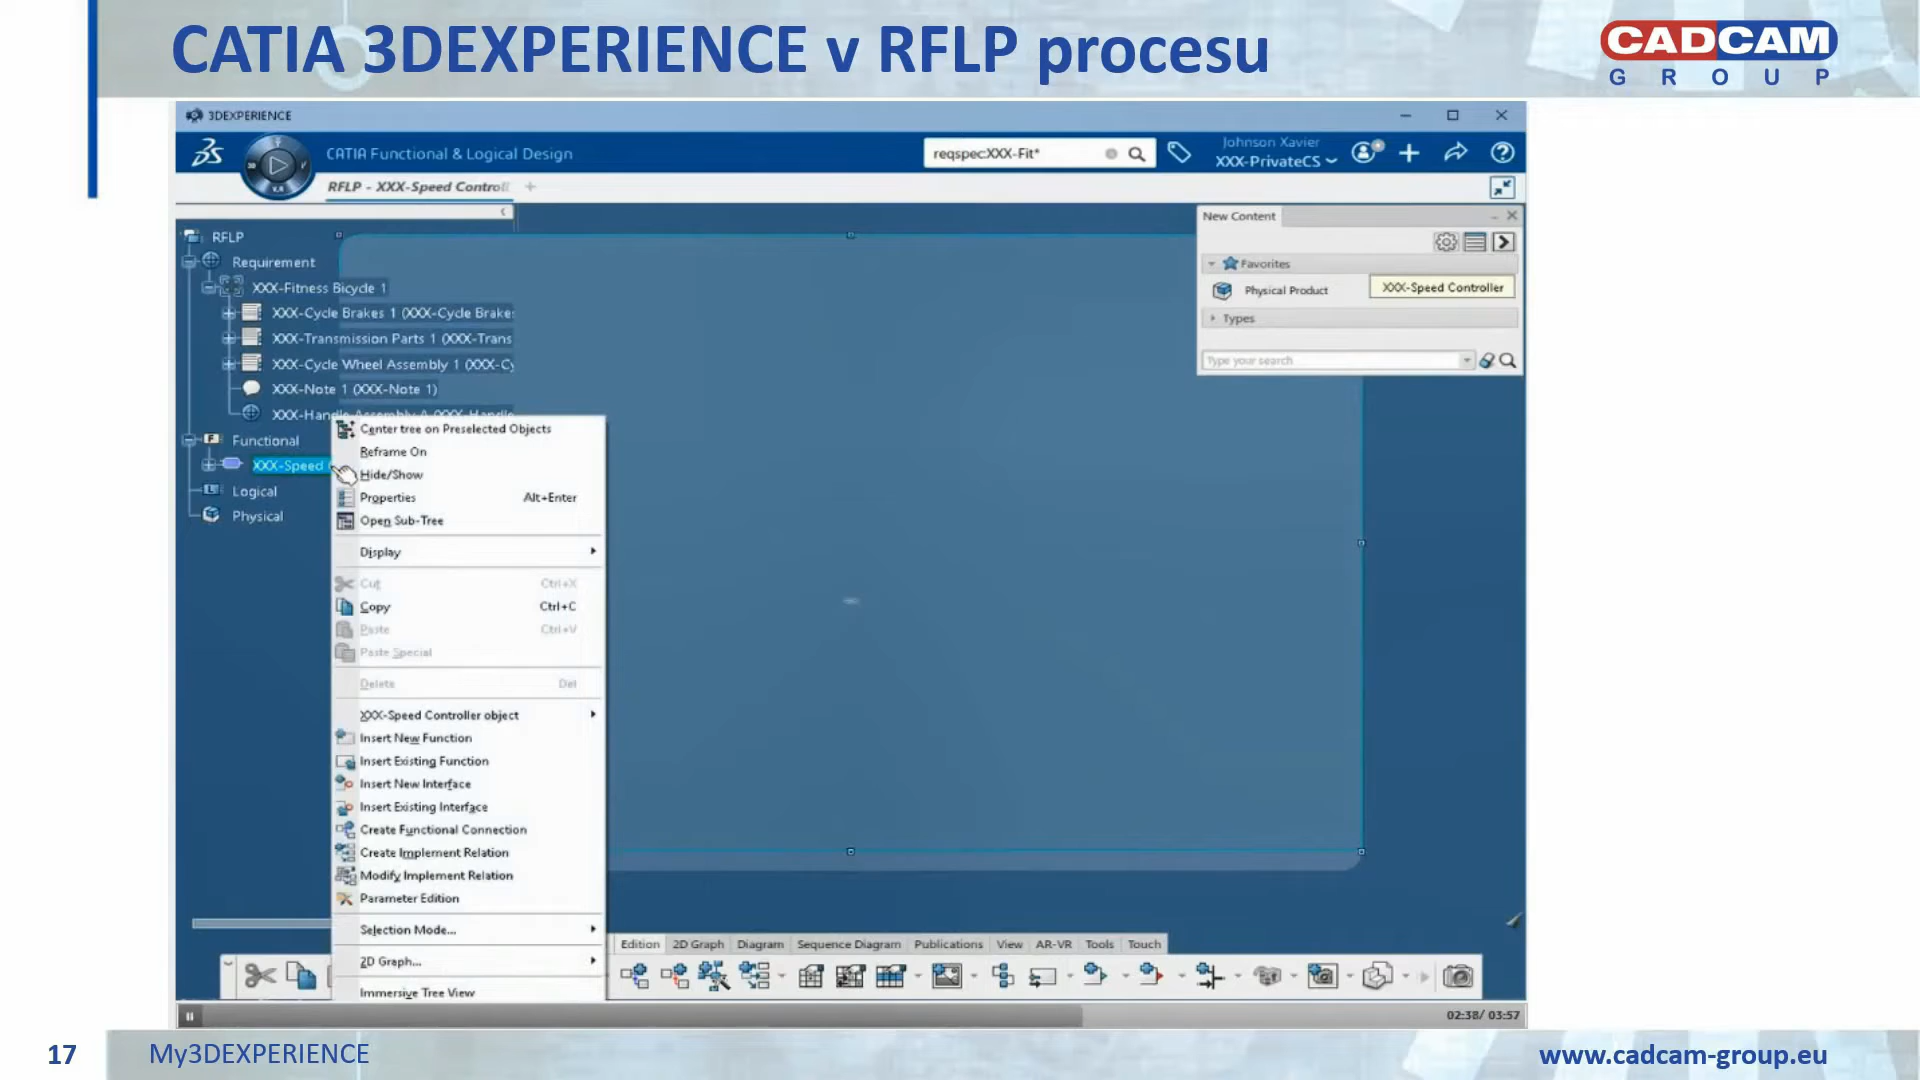 CATIA 3DEXPERIENCE v RFLP procesu
CADCAM
GROUP
3DEXPERIENCE
CATIA Functional & Logical Design
reqspec:XXX-Fit*
Johnson Xavier
XXX-PrivateCS
RFLP - XXX-Speed Controll
RFLP
Requirement
XXX-Fitness Bicycle 1
XXX-Cycle Brakes 1 (XXX-Cycle Brakes
XXX-Transmission Parts 1 (XXX-Trans
XXX-Cycle Wheel Assembly 1 (XXX-Cy
XXX-Note 1 (XXX-Note 1)
XXX-Handle Assembly A (XXX-Handle
Functional
XXX-Speed
Logical
Physical
New Content
Favorites
Physical Product
XXX-Speed Controller
Types
Type your search
Center tree on Preselected Objects
Reframe On
Hide/Show
Properties Alt+Enter
Open Sub-Tree
Display
Cut Ctrl+X
Copy Ctrl+C
Paste Ctrl+V
Paste Special
Delete Del
XXX-Speed Controller object
Insert New Function
Insert Existing Function
Insert New Interface
Insert Existing Interface
Create Functional Connection
Create Implement Relation
Modify Implement Relation
Parameter Edition
Selection Mode...
2D Graph...
Immersive Tree View
Edition 2D Graph Diagram Sequence Diagram Publications View AR-VR Tools Touch
02:38/ 03:57
17 My3DEXPERIENCE
www.cadcam-group.eu